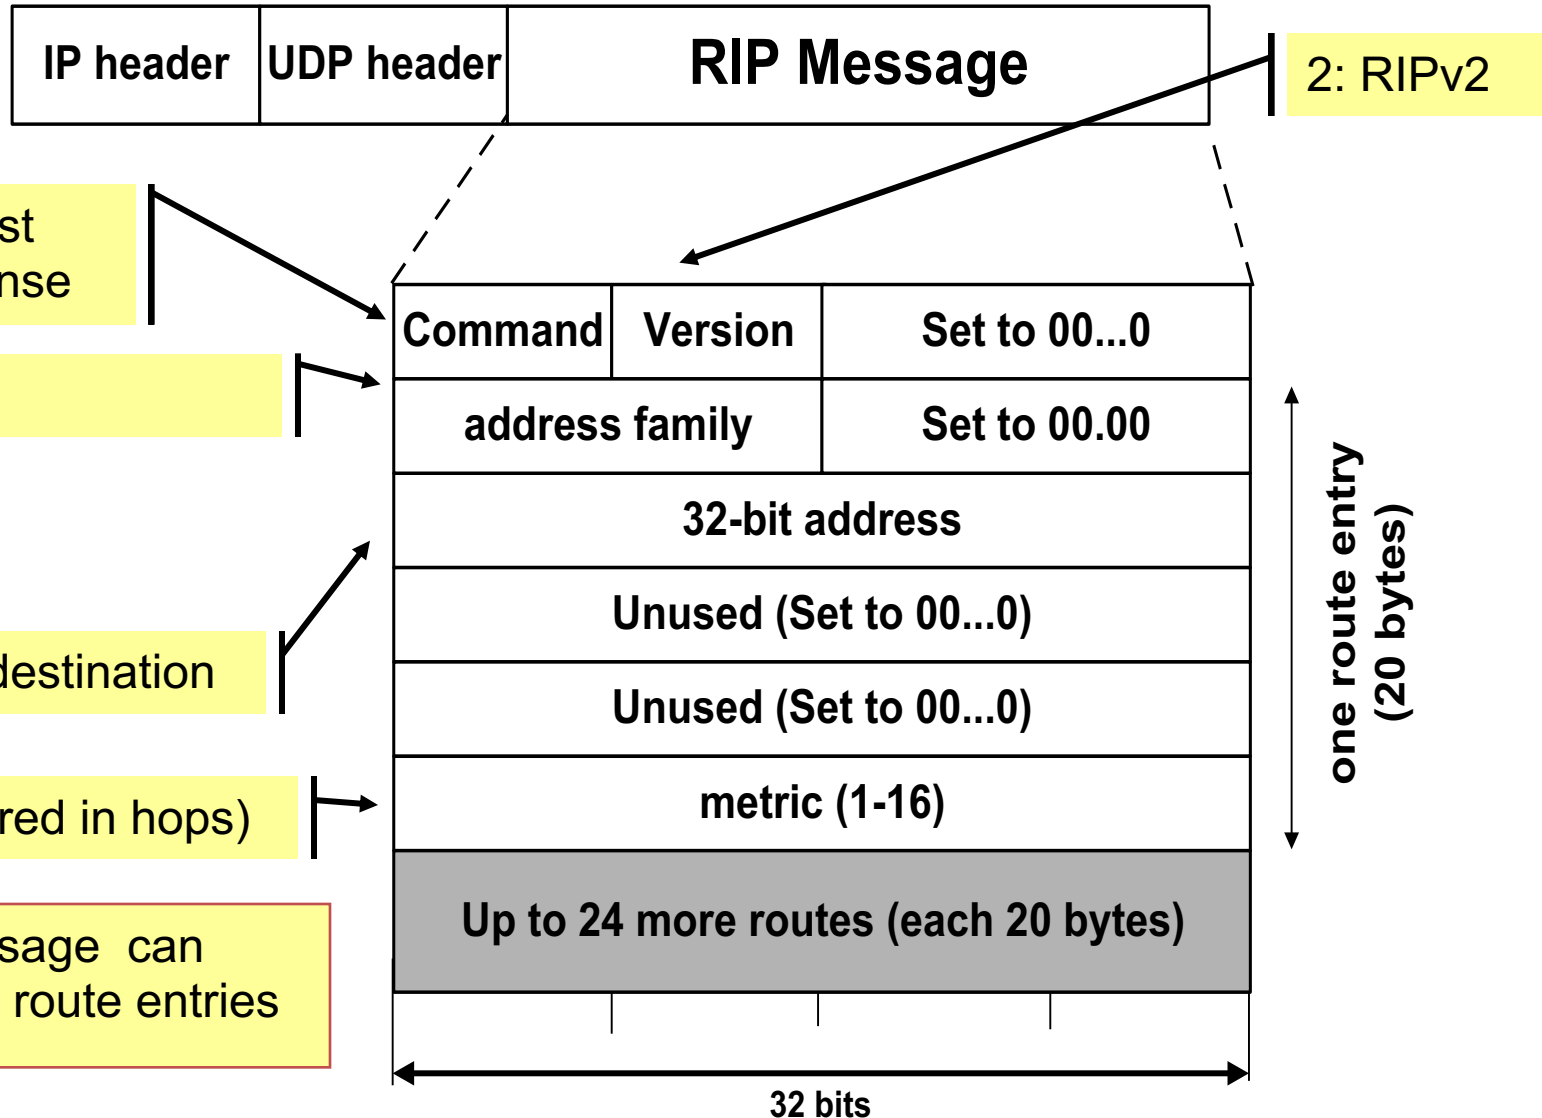 IP header
UDP header
RIP Message
2: RIPv2
Command
Version
Set to 00...0
address family
Set to 00.00
32-bit address
destination
Unused (Set to 00...0)
Unused (Set to 00...0)
red in hops)
metric (1-16)
sage can
route entries
Up to 24 more routes (each 20 bytes)
one route entry
(20 bytes)
32 bits